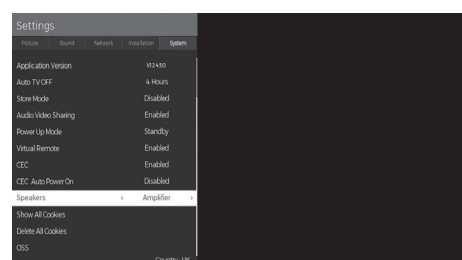 Settings
Picture Sound Network Installation System
Application Version V12450
Auto TV OFF 4 Hours
Store Mode Disabled
Audio Video Sharing Enabled
Power Up Mode Standby
Virtual Remote Enabled
CEC Enabled
CEC Auto Power On Disabled
Speakers ‹ Amplifier ›
Show All Cookies
Delete All Cookies
OSS
Country: UK